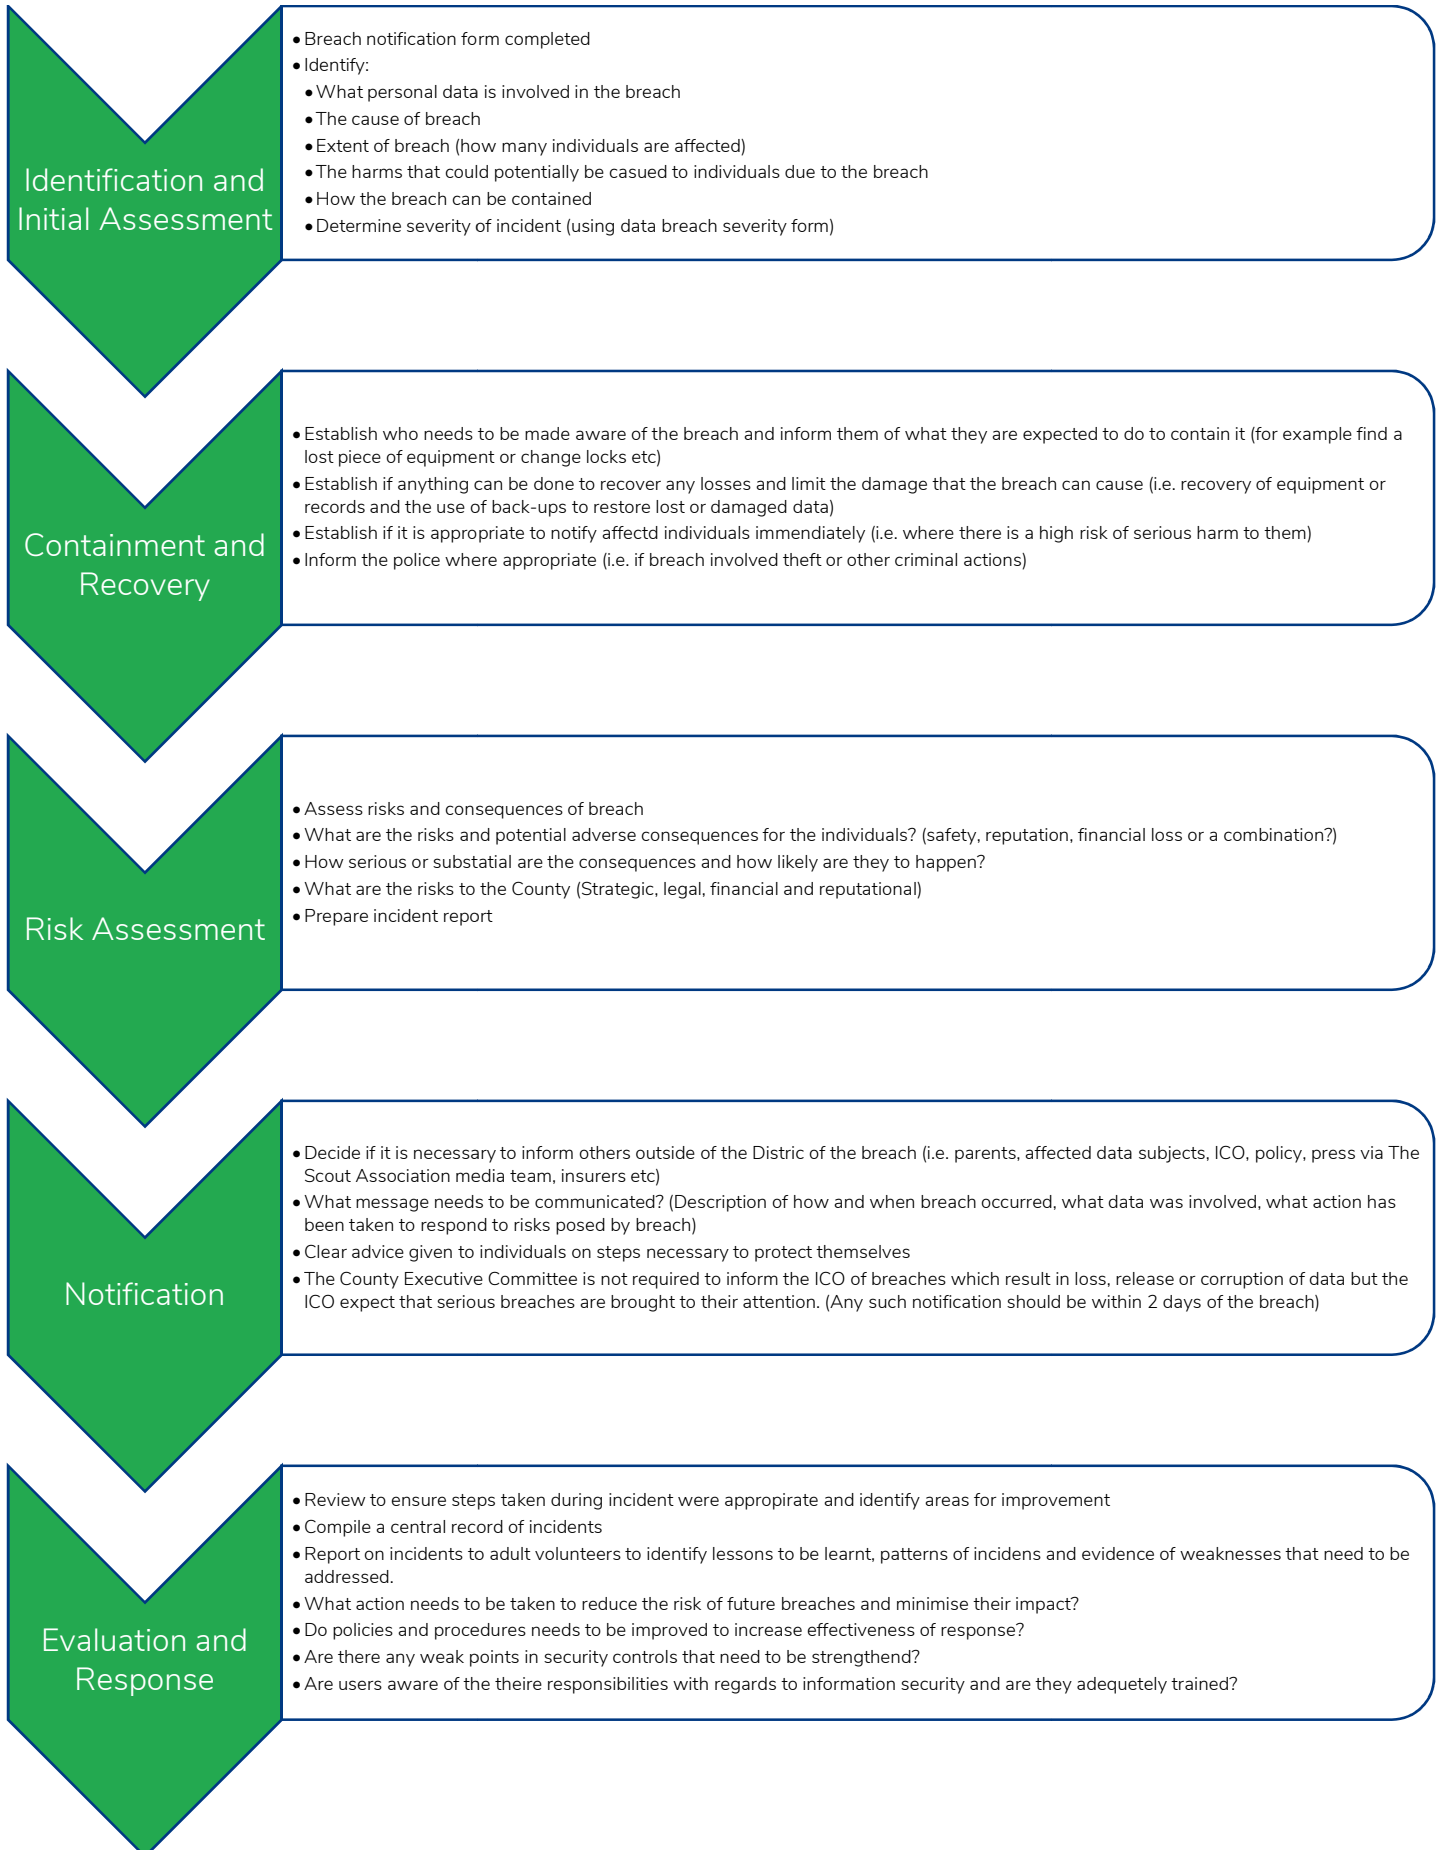 Identification and
Initial Assessment
• Breach notification form completed
• Identify:
• What personal data is involved in the breach
• The cause of breach
• Extent of breach (how many individuals are affected)
• The harms that could potentially be casued to individuals due to the breach
• How the breach can be contained
• Determine severity of incident (using data breach severity form)
Containment and
Recovery
• Establish who needs to be made aware of the breach and inform them of what they are expected to do to contain it (for example find a
lost piece of equipment or change locks etc)
• Establish if anything can be done to recover any losses and limit the damage that the breach can cause (i.e. recovery of equipment or
records and the use of back-ups to restore lost or damaged data)
• Establish if it is appropriate to notify affectd individuals immendiately (i.e. where there is a high risk of serious harm to them)
• Inform the police where appropriate (i.e. if breach involved theft or other criminal actions)
Risk Assessment
• Assess risks and consequences of breach
• What are the risks and potential adverse consequences for the individuals? (safety, reputation, financial loss or a combination?)
• How serious or substatial are the consequences and how likely are they to happen?
• What are the risks to the County (Strategic, legal, financial and reputational)
• Prepare incident report
Notification
• Decide if it is necessary to inform others outside of the Distric of the breach (i.e. parents, affected data subjects, ICO, policy, press via The
Scout Association media team, insurers etc)
• What message needs to be communicated? (Description of how and when breach occurred, what data was involved, what action has
been taken to respond to risks posed by breach)
• Clear advice given to individuals on steps necessary to protect themselves
• The County Executive Committee is not required to inform the ICO of breaches which result in loss, release or corruption of data but the
ICO expect that serious breaches are brought to their attention. (Any such notification should be within 2 days of the breach)
Evaluation and
Response
• Review to ensure steps taken during incident were appropirate and identify areas for improvement
• Compile a central record of incidents
• Report on incidents to adult volunteers to identify lessons to be learnt, patterns of incidens and evidence of weaknesses that need to be
addressed.
• What action needs to be taken to reduce the risk of future breaches and minimise their impact?
• Do policies and procedures needs to be improved to increase effectiveness of response?
• Are there any weak points in security controls that need to be strengthend?
• Are users aware of the theire responsibilities with regards to information security and are they adequetely trained?